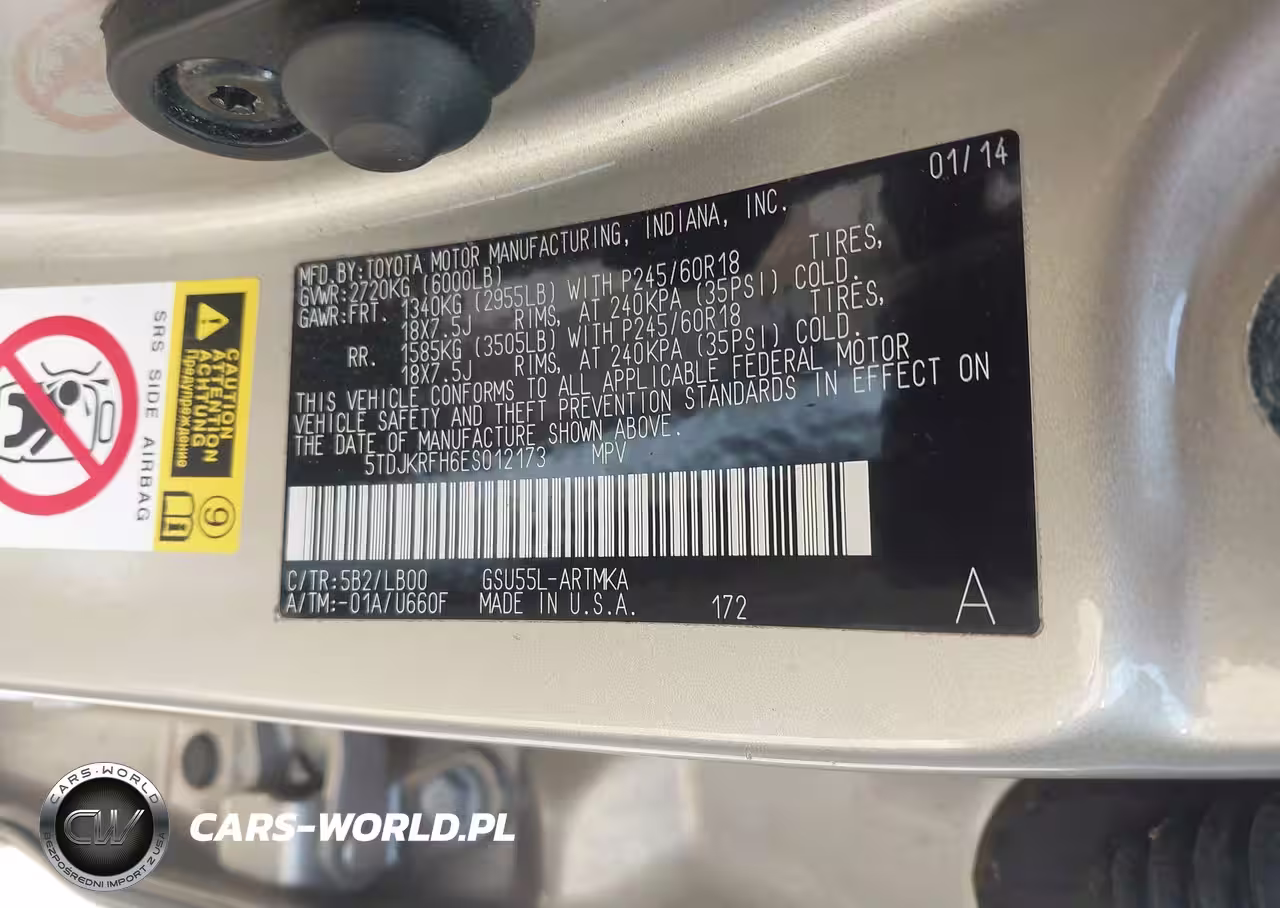 01/14
MFD. BY: TOYOTA MOTOR MANUFACTURING, INDIANA, INC.
GVWR: 2720KG (6000LB)
GAWR: FRT. 1340KG (2955LB) WITH P245/60R18 TIRES,
18X7.5J RIMS, AT 240KPA (35PSI) COLD.
RR. 1585KG (3505LB) WITH P245/60R18 TIRES,
18X7.5J RIMS, AT 240KPA (35PSI) COLD.
THIS VEHICLE CONFORMS TO ALL APPLICABLE FEDERAL MOTOR
VEHICLE SAFETY AND THEFT PREVENTION STANDARDS IN EFFECT ON
THE DATE OF MANUFACTURE SHOWN ABOVE.
5TDJKRFH6ES012173 MPV
C/TR: 5B2/LB00 GSU55L-ARTMKA
A/TM: -01A/U660F MADE IN U.S.A. 172 A
CAUTION
ATTENTION
ACHTUNG
Предупреждение
SRS SIDE AIRBAG
9
CARS-WORLD
CW
BEZPOŚREDNI IMPORT Z USA
CARS-WORLD.PL